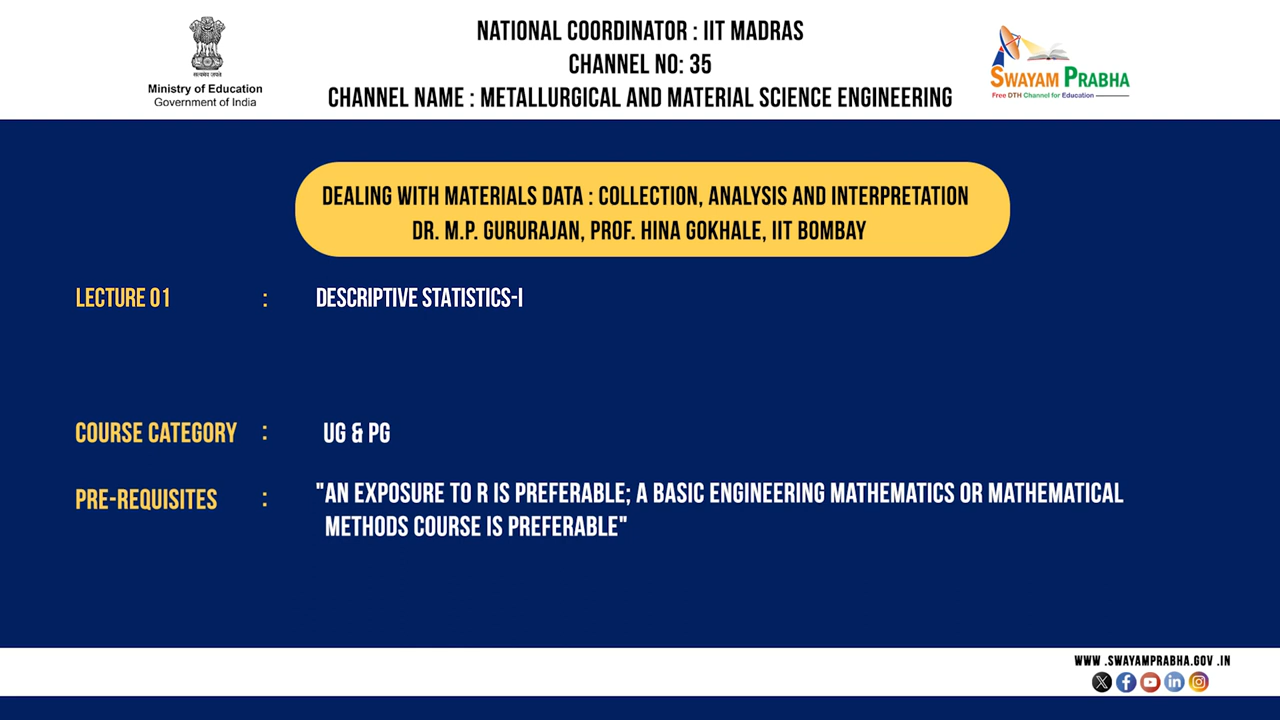 NATIONAL COORDINATOR : IIT MADRAS
CHANNEL NO: 35
CHANNEL NAME : METALLURGICAL AND MATERIAL SCIENCE ENGINEERING
सत्यमेव जयते
Ministry of Education
Government of India
SWAYAM PRABHA
Free DTH Channel for Education
DEALING WITH MATERIALS DATA : COLLECTION, ANALYSIS AND INTERPRETATION
DR. M.P. GURURAJAN, PROF. HINA GOKHALE, IIT BOMBAY
LECTURE 01 : DESCRIPTIVE STATISTICS-I
COURSE CATEGORY : UG & PG
PRE-REQUISITES : "AN EXPOSURE TO R IS PREFERABLE; A BASIC ENGINEERING MATHEMATICS OR MATHEMATICAL
METHODS COURSE IS PREFERABLE"
WWW .SWAYAMPRABHA.GOV .IN